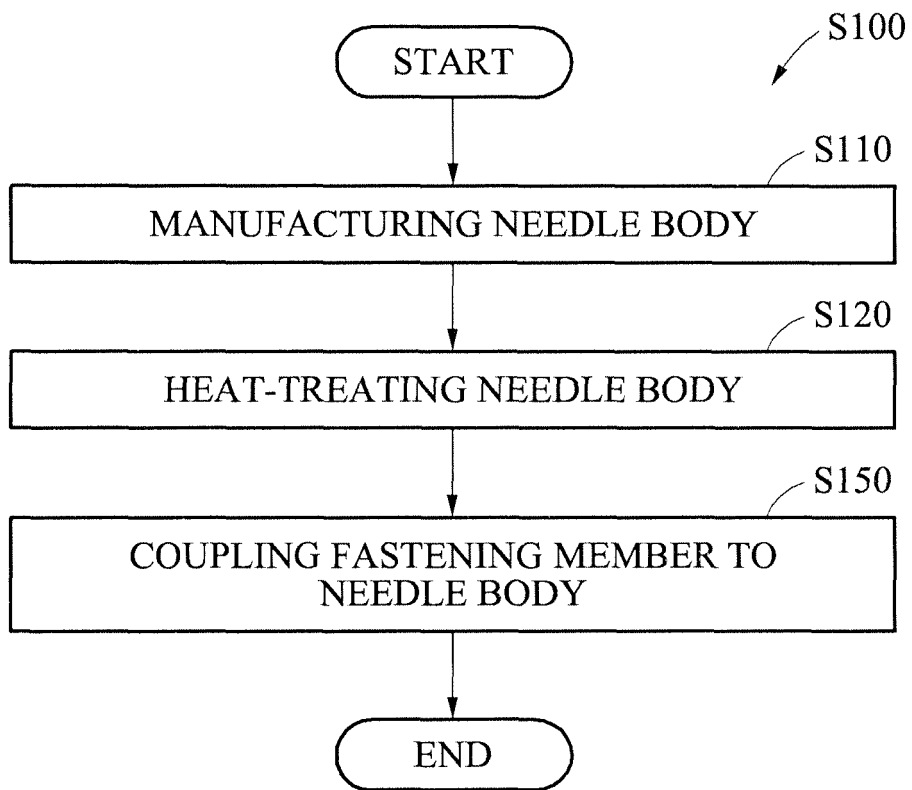 S100
START
S110
MANUFACTURING NEEDLE BODY
S120
HEAT-TREATING NEEDLE BODY
S150
COUPLING FASTENING MEMBER TO
NEEDLE BODY
END